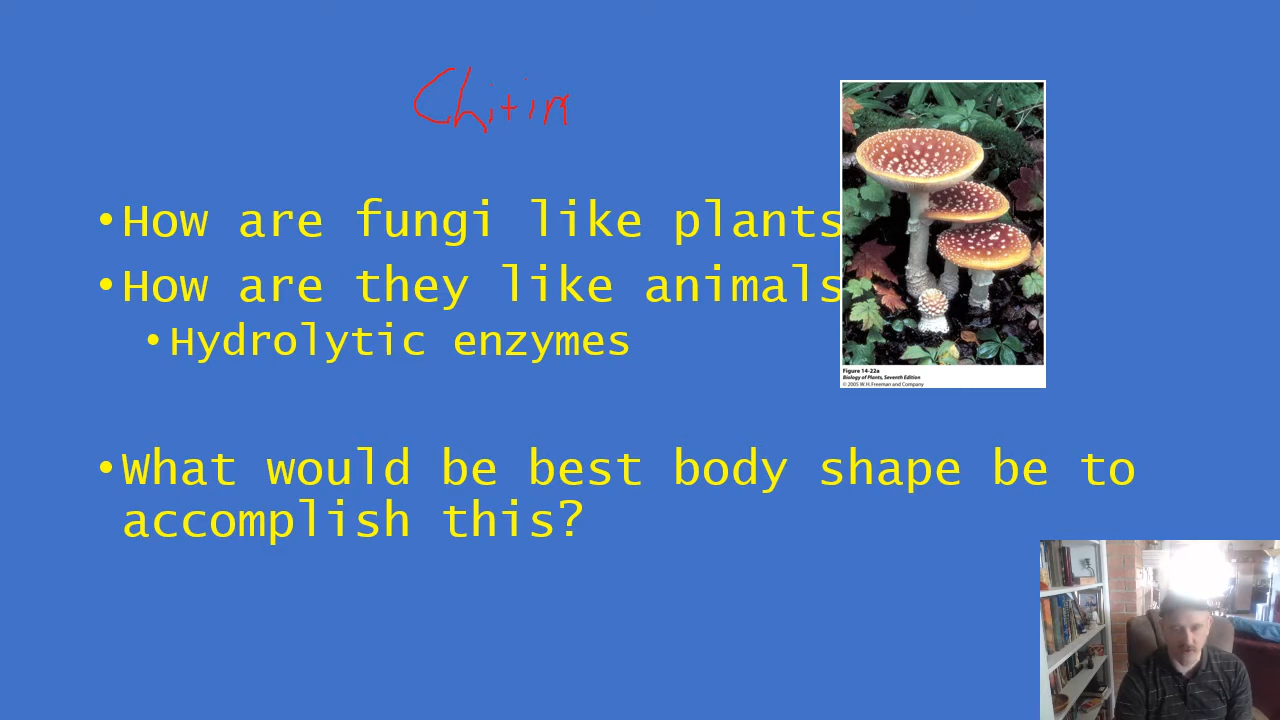 Chitin
•How are fungi like plants
•How are they like animals
•Hydrolytic enzymes
•What would be best body shape be to
accomplish this?
Figure 14-22a
Biology of Plants, Seventh Edition
© 2005 W. H. Freeman and Company